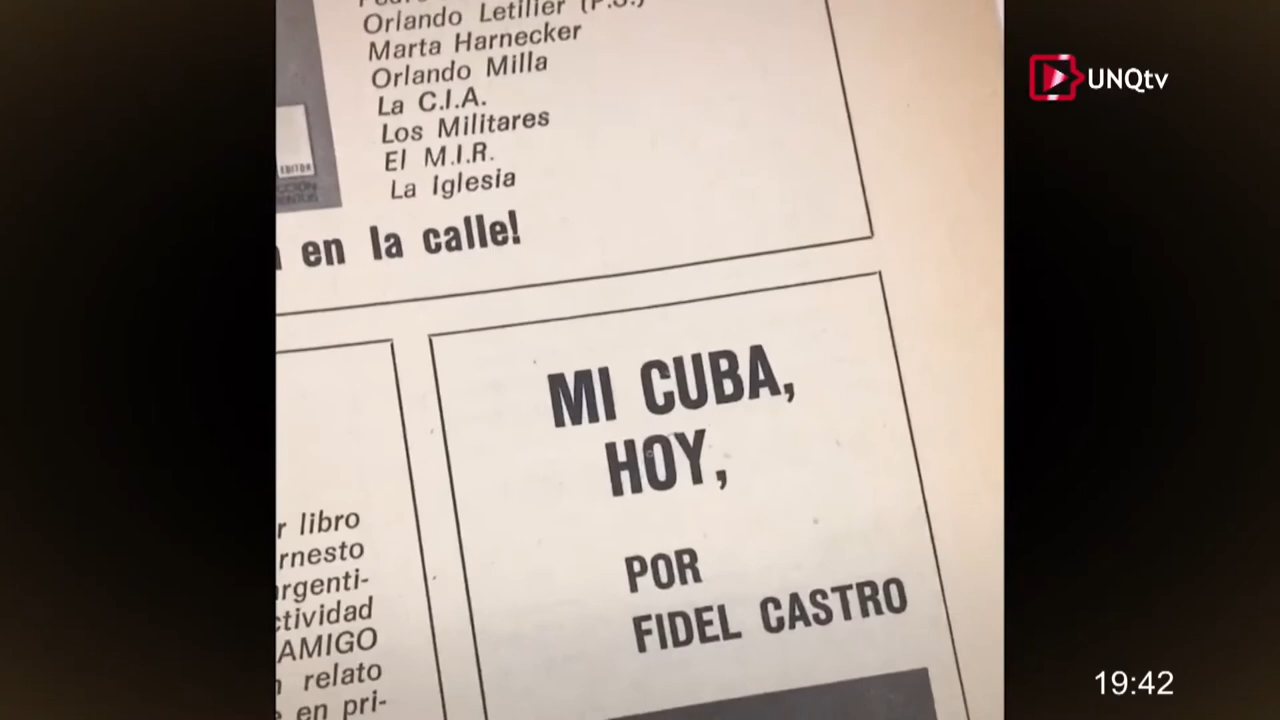 Orlando Letilier (P.S.)
Marta Harnecker
Orlando Milla
La C.I.A.
Los Militares
El M.I.R.
La Iglesia
EDITOR
en la calle!
MI CUBA,
HOY,
POR
FIDEL CASTRO
r libro
rnesto
rgenti-
tividad
AMIGO
relato
en pri-
UNQtv
19:42